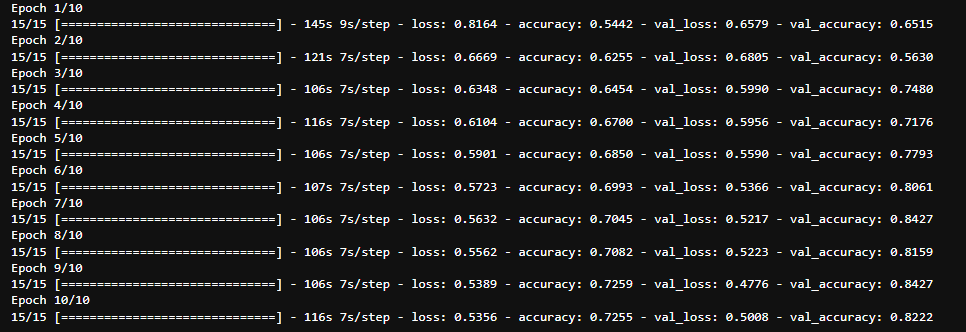 Epoch 1/10
15/15 [==============================] - 145s 9s/step - loss: 0.8164 - accuracy: 0.5442 - val_loss: 0.6579 - val_accuracy: 0.6515
Epoch 2/10
15/15 [==============================] - 121s 7s/step - loss: 0.6669 - accuracy: 0.6255 - val_loss: 0.6805 - val_accuracy: 0.5630
Epoch 3/10
15/15 [==============================] - 106s 7s/step - loss: 0.6348 - accuracy: 0.6454 - val_loss: 0.5990 - val_accuracy: 0.7480
Epoch 4/10
15/15 [==============================] - 116s 7s/step - loss: 0.6104 - accuracy: 0.6700 - val_loss: 0.5956 - val_accuracy: 0.7176
Epoch 5/10
15/15 [==============================] - 106s 7s/step - loss: 0.5901 - accuracy: 0.6850 - val_loss: 0.5590 - val_accuracy: 0.7793
Epoch 6/10
15/15 [==============================] - 107s 7s/step - loss: 0.5723 - accuracy: 0.6993 - val_loss: 0.5366 - val_accuracy: 0.8061
Epoch 7/10
15/15 [==============================] - 106s 7s/step - loss: 0.5632 - accuracy: 0.7045 - val_loss: 0.5217 - val_accuracy: 0.8427
Epoch 8/10
15/15 [==============================] - 106s 7s/step - loss: 0.5562 - accuracy: 0.7082 - val_loss: 0.5223 - val_accuracy: 0.8159
Epoch 9/10
15/15 [==============================] - 106s 7s/step - loss: 0.5389 - accuracy: 0.7259 - val_loss: 0.4776 - val_accuracy: 0.8427
Epoch 10/10
15/15 [==============================] - 116s 7s/step - loss: 0.5356 - accuracy: 0.7255 - val_loss: 0.5008 - val_accuracy: 0.8222